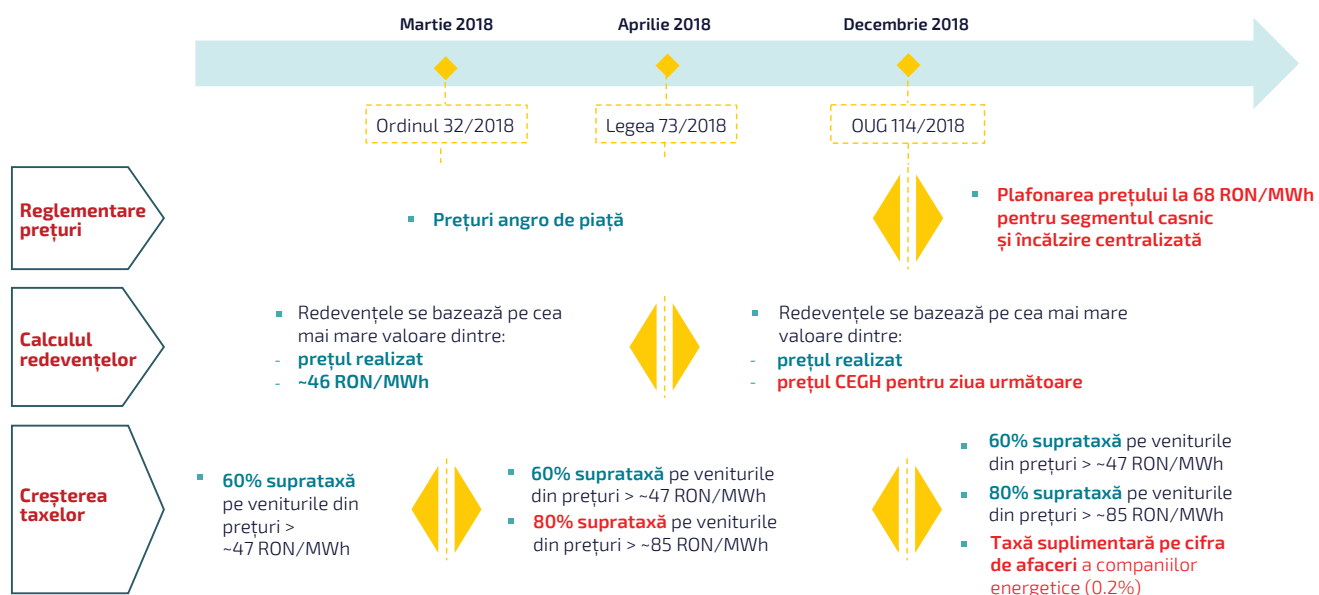 Martie 2018
Aprilie 2018
Decembrie 2018
Ordinul 32/2018
Legea 73/2018
OUG 114/2018
Reglementare
prețuri
▪ Prețuri angro de piață
▪ Plafonarea prețului la 68 RON/MWh
pentru segmentul casnic
și încălzire centralizată
Calculul
redevențelor
▪ Redevențele se bazează pe cea
mai mare valoare dintre:
- prețul realizat
- ~46 RON/MWh
▪ Redevențele se bazează pe cea mai mare
valoare dintre:
- prețul realizat
- prețul CEGH pentru ziua următoare
Creșterea
taxelor
▪ 60% suprataxă
pe veniturile din
prețuri >
~47 RON/MWh
▪ 60% suprataxă pe veniturile
din prețuri > ~47 RON/MWh
▪ 80% suprataxă pe veniturile
din prețuri > ~85 RON/MWh
▪ 60% suprataxă pe veniturile
din prețuri > ~47 RON/MWh
▪ 80% suprataxă pe veniturile
din prețuri > ~85 RON/MWh
▪ Taxă suplimentară pe cifra
de afaceri a companiilor
energetice (0.2%)